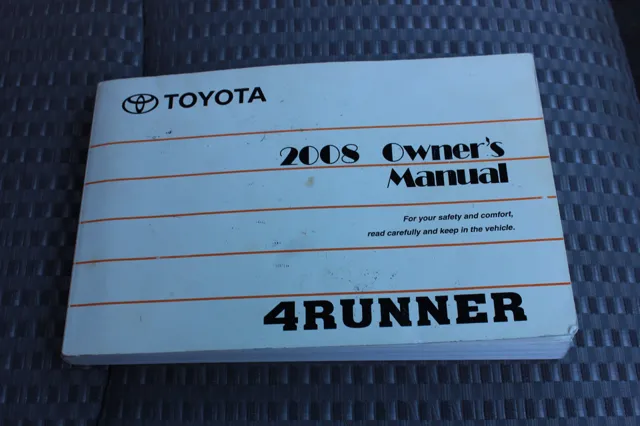 TOYOTA
2008 Owner's
Manual
For your safety and comfort,
read carefully and keep in the vehicle.
4RUNNER